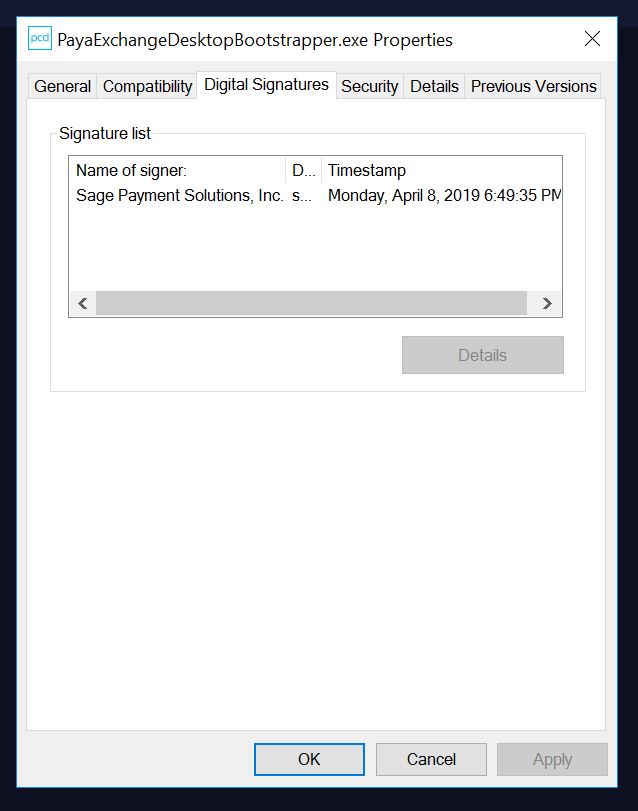 pcd PayaExchangeDesktopBootstrapper.exe Properties
General Compatibility Digital Signatures Security Details Previous Versions
Signature list
Name of signer: D... Timestamp
Sage Payment Solutions, Inc. s... Monday, April 8, 2019 6:49:35 PM
Details
OK Cancel Apply